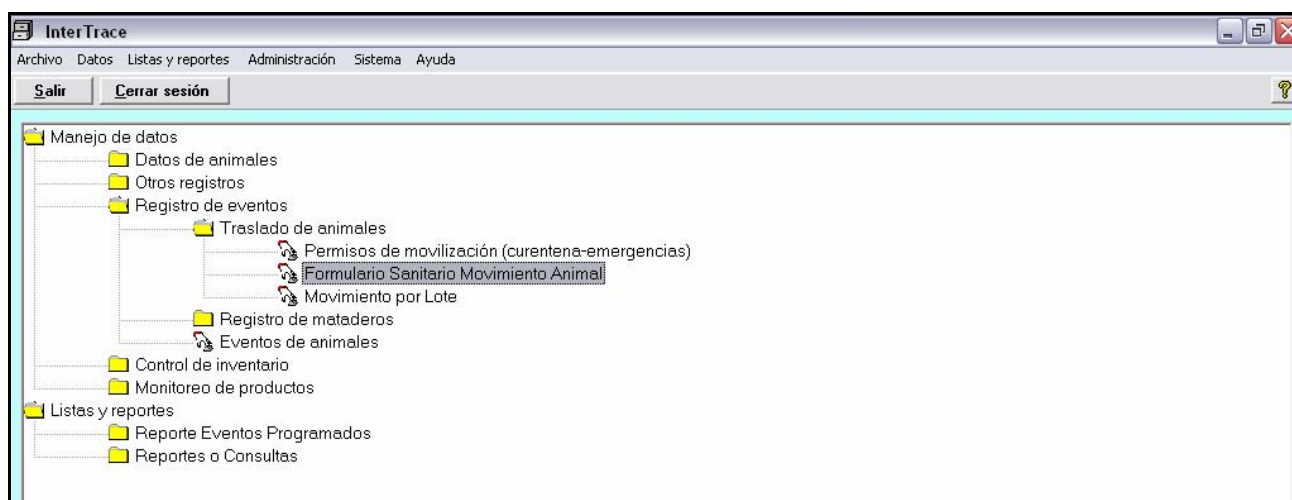 InterTrace
Archivo Datos Listas y reportes Administración Sistema Ayuda
Salir Cerrar sesión
Manejo de datos
Datos de animales
Otros registros
Registro de eventos
Traslado de animales
Permisos de movilización (curentena-emergencias)
Formulario Sanitario Movimiento Animal
Movimiento por Lote
Registro de mataderos
Eventos de animales
Control de inventario
Monitoreo de productos
Listas y reportes
Reporte Eventos Programados
Reportes o Consultas